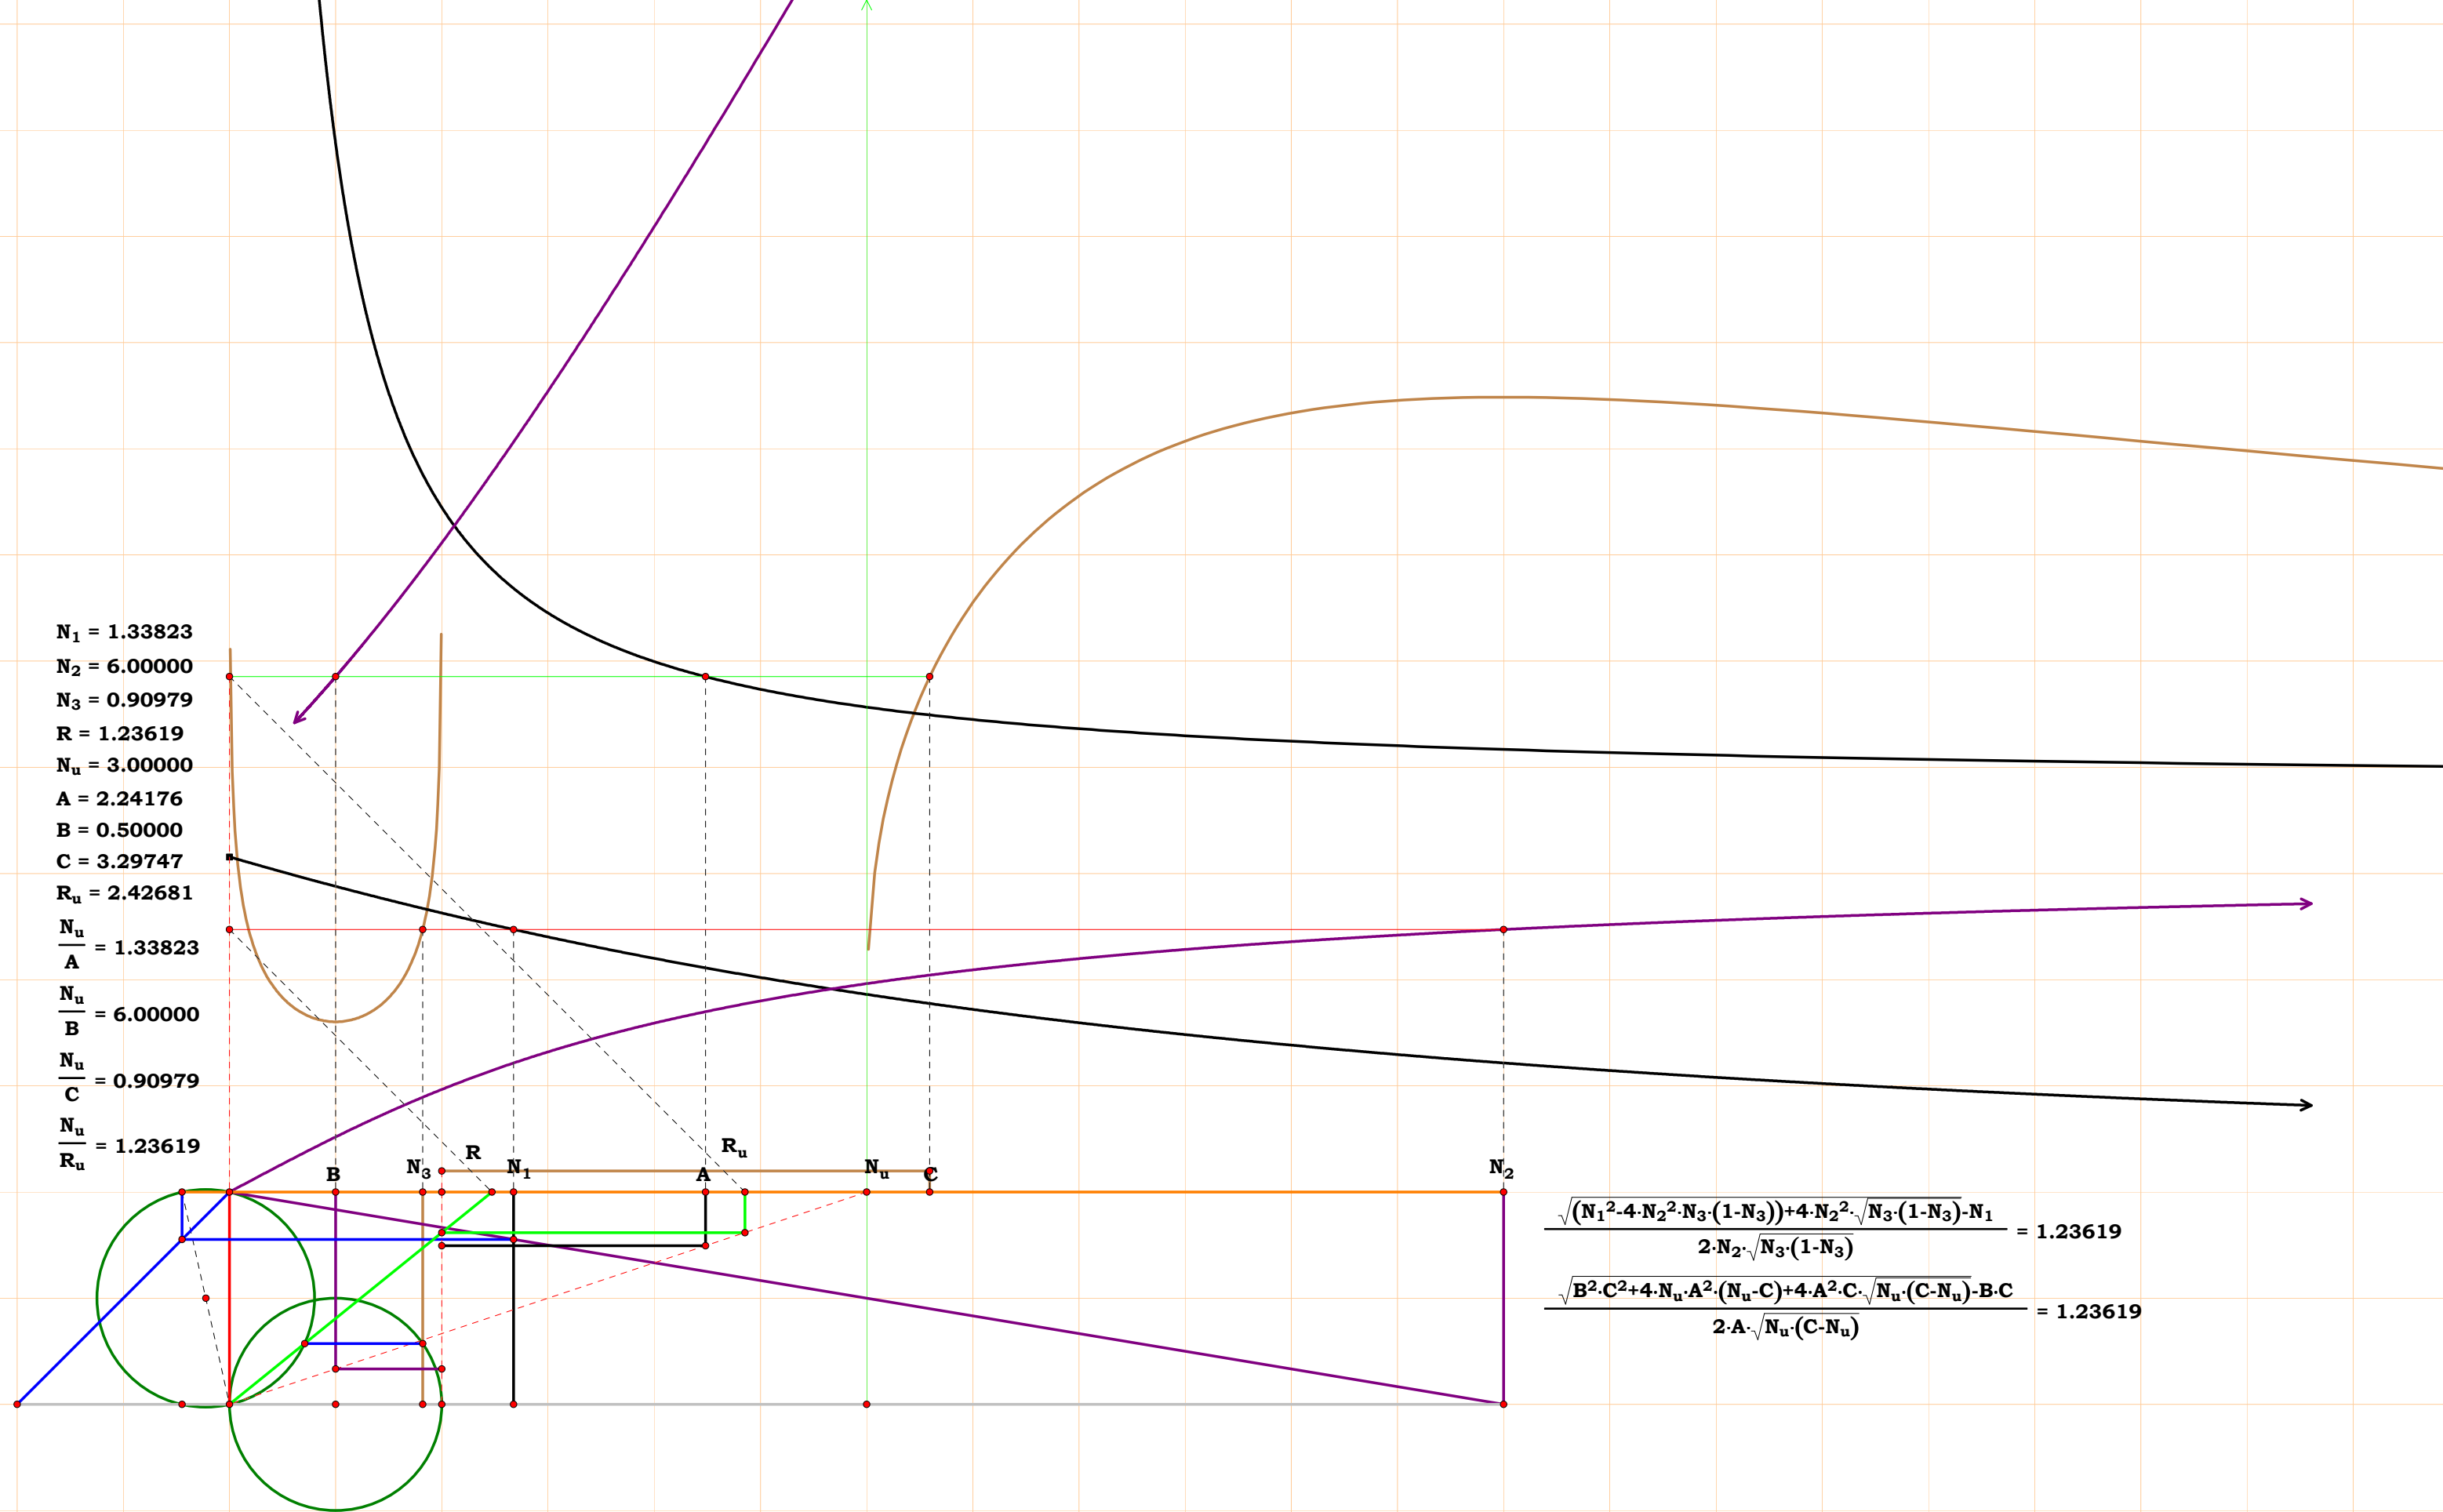 N₁ = 1.33823
N₂ = 6.00000
N₃ = 0.90979
R = 1.23619
Nᵤ = 3.00000
A = 2.24176
B = 0.50000
C = 3.29747
Rᵤ = 2.42681
Nᵤ/A = 1.33823
Nᵤ/B = 6.00000
Nᵤ/C = 0.90979
Nᵤ/Rᵤ = 1.23619
B N₃ R N₁ A Rᵤ Nᵤ C N₂
(√((N₁²-4·N₂²·N₃·(1-N₃))+4·N₂²·√(N₃·(1-N₃)))-N₁)/(2·N₂·√(N₃·(1-N₃))) = 1.23619
(√(B²·C²+4·Nᵤ·A²·(Nᵤ-C)+4·A²·C·√(Nᵤ·(C-Nᵤ)))-B·C)/(2·A·√(Nᵤ·(C-Nᵤ))) = 1.23619